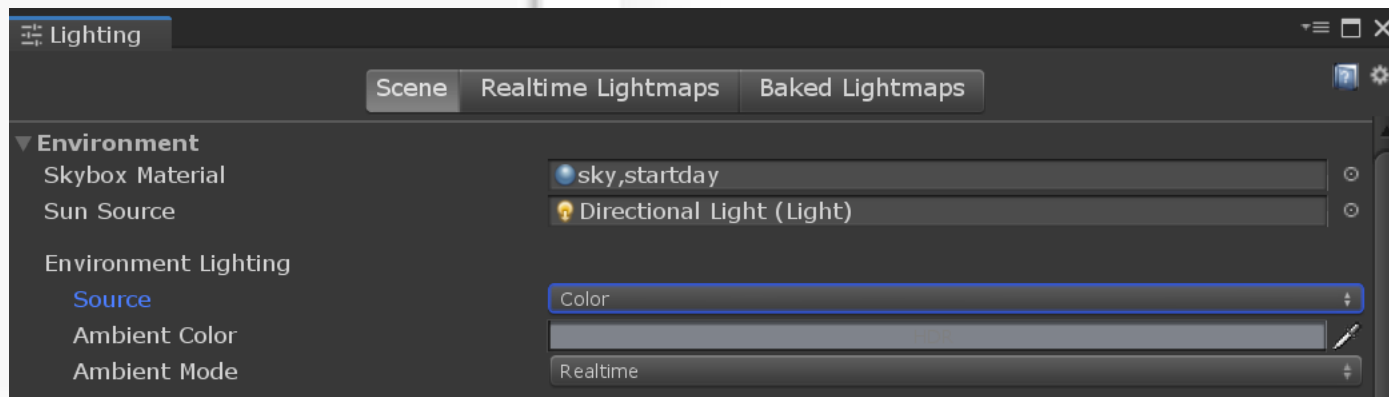 Lighting
Scene Realtime Lightmaps Baked Lightmaps
Environment
Skybox Material sky,startday
Sun Source Directional Light (Light)
Environment Lighting
Source Color
Ambient Color HDR
Ambient Mode Realtime